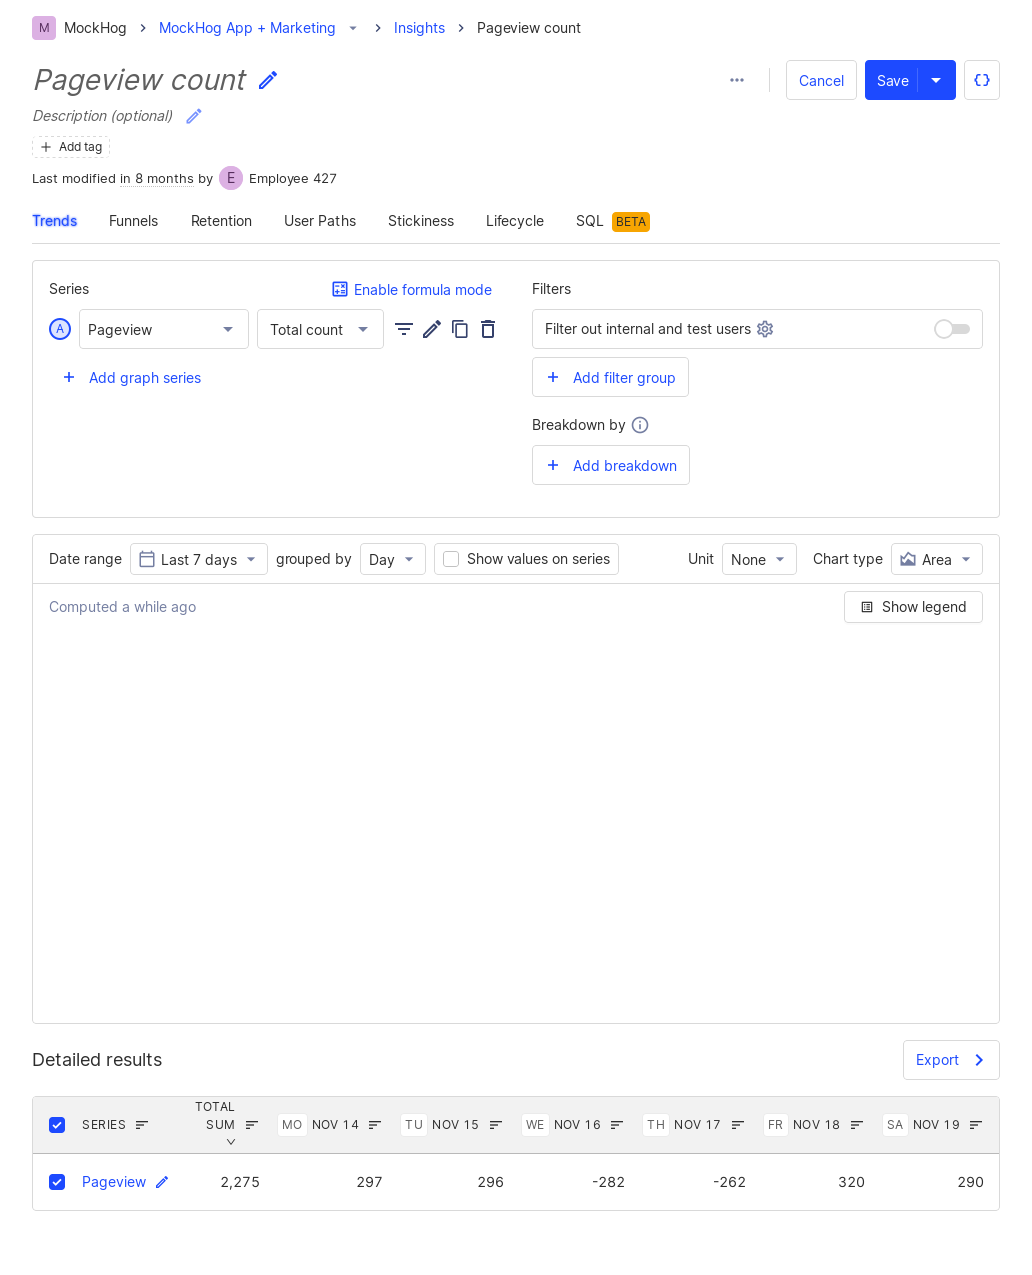 M MockHog MockHog App + Marketing Insights Pageview count
Pageview count
Cancel Save
Description (optional)
Add tag
Last modified in 8 months by E Employee 427
Trends Funnels Retention User Paths Stickiness Lifecycle SQL BETA
Series Enable formula mode Filters
A Pageview Total count Filter out internal and test users
Add graph series Add filter group
Breakdown by
Add breakdown
Date range Last 7 days grouped by Day Show values on series Unit None Chart type Area
Computed a while ago Show legend
Detailed results Export
SERIES TOTAL SUM MO NOV 14 TU NOV 15 WE NOV 16 TH NOV 17 FR NOV 18 SA NOV 19
Pageview 2,275 297 296 -282 -262 320 290